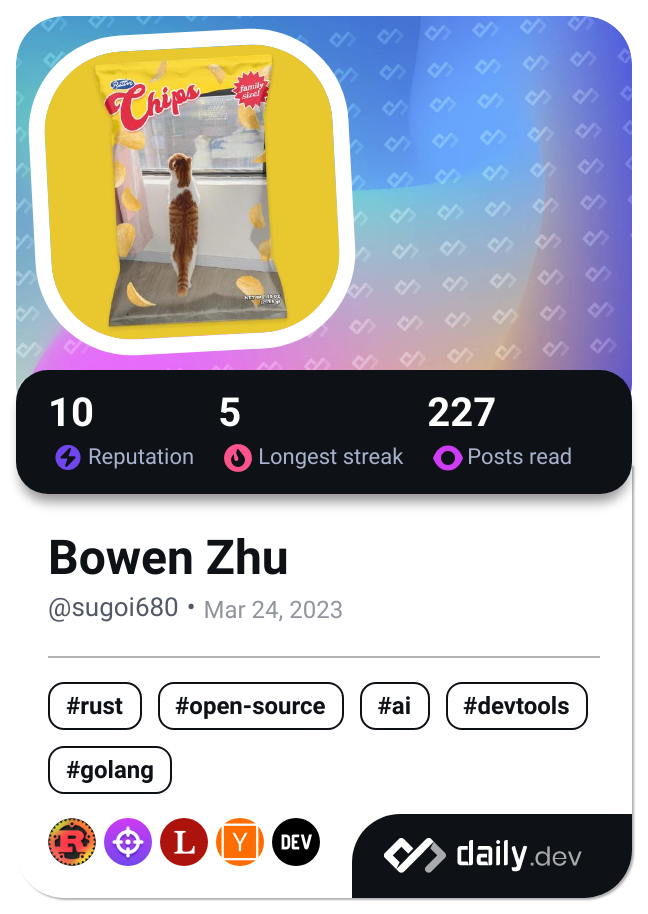 Chips
family
size!
10
5
227
Reputation
Longest streak
Posts read
Bowen Zhu
@sugoi680 • Mar 24, 2023
#rust
#open-source
#ai
#devtools
#golang
R
L
Y
DEV
daily.dev